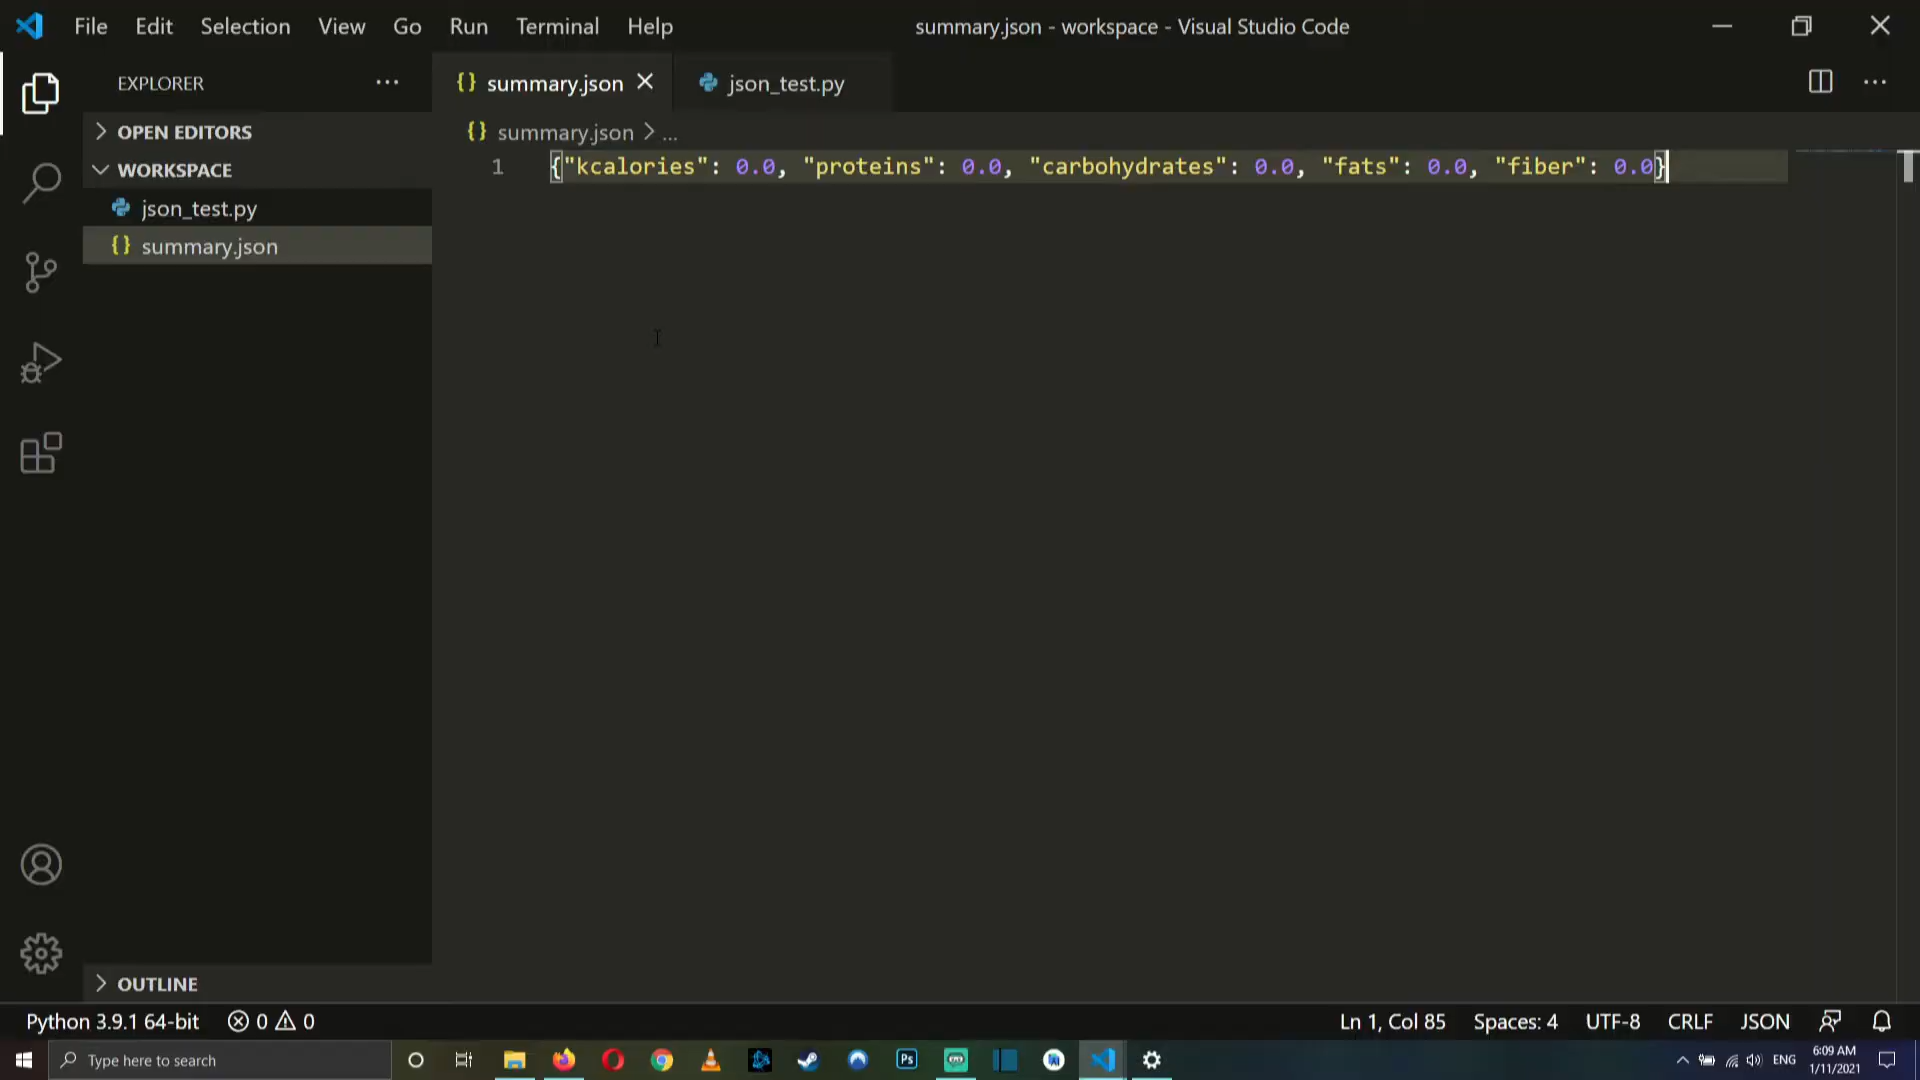 File Edit Selection View Go Run Terminal Help
summary.json - workspace - Visual Studio Code
EXPLORER
OPEN EDITORS
WORKSPACE
json_test.py
summary.json
OUTLINE
summary.json
json_test.py
summary.json > ...
1 {"kcalories": 0.0, "proteins": 0.0, "carbohydrates": 0.0, "fats": 0.0, "fiber": 0.0}
Python 3.9.1 64-bit 0 0
Ln 1, Col 85 Spaces: 4 UTF-8 CRLF JSON
Type here to search
Ps
ENG
6:09 AM
1/11/2021